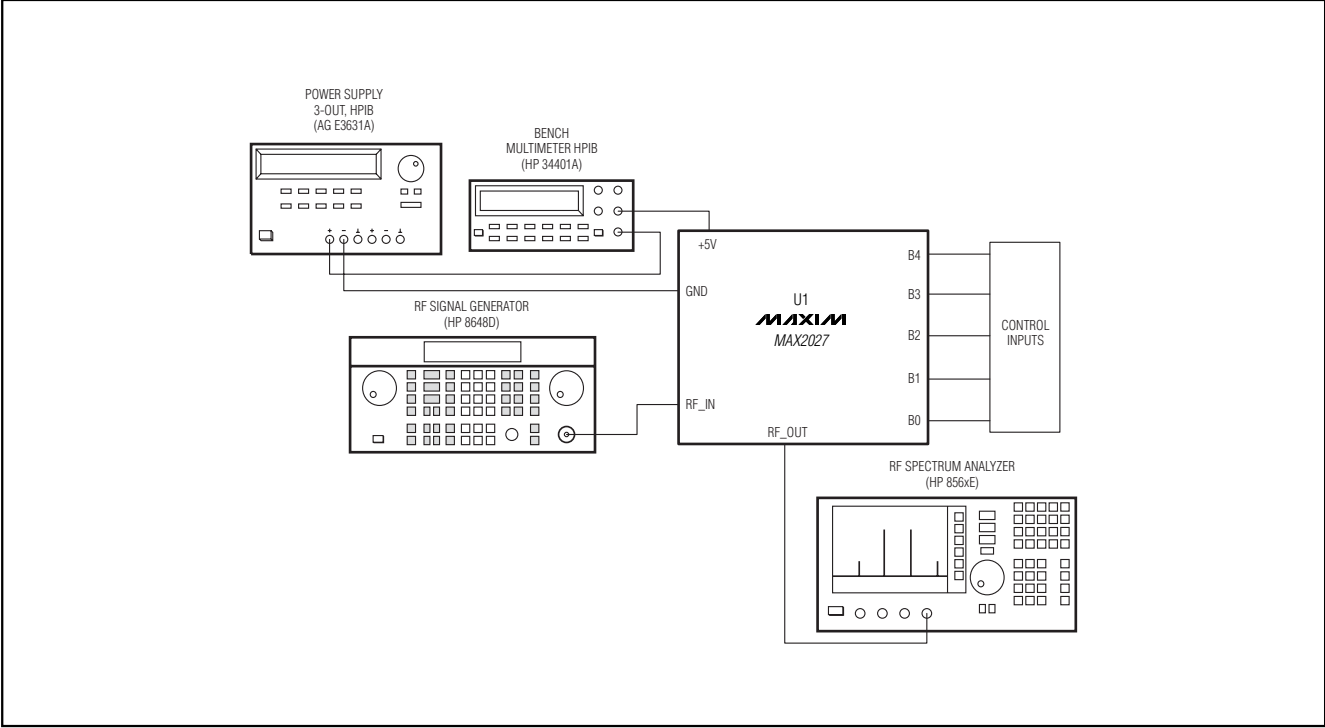 POWER SUPPLY
3-OUT, HPIB
(AG E3631A)
BENCH
MULTIMETER HPIB
(HP 34401A)
+ - ⊥ + - ⊥
+5V
GND
RF SIGNAL GENERATOR
(HP 8648D)
U1
MAXIM
MAX2027
RF_IN
RF_OUT
B4
B3
B2
B1
B0
CONTROL
INPUTS
RF SPECTRUM ANALYZER
(HP 856xE)